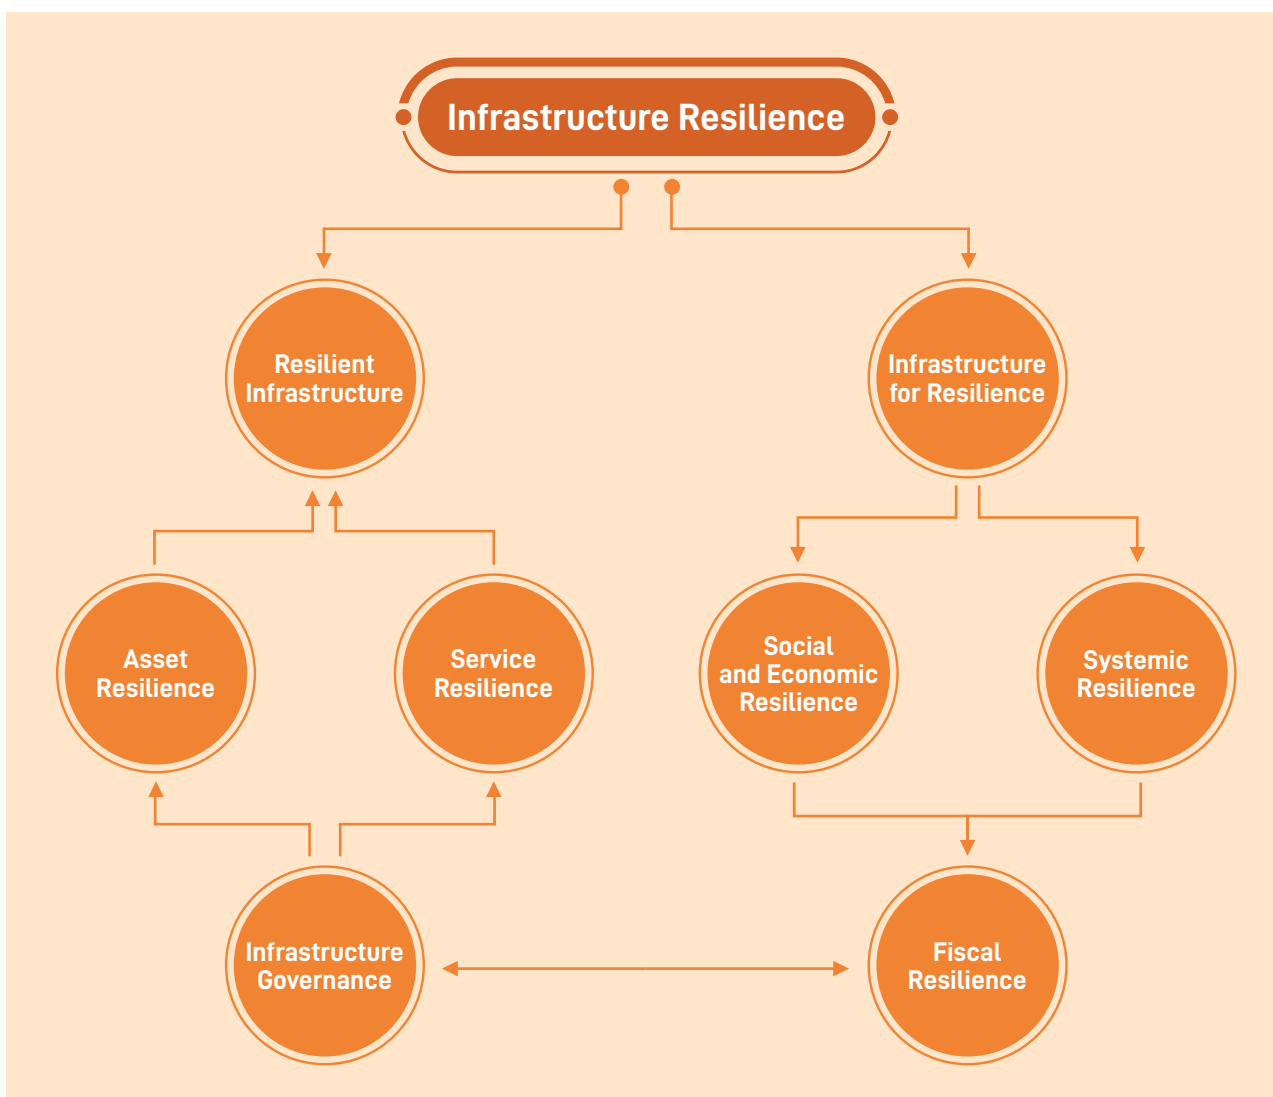 Infrastructure Resilience
Resilient
Infrastructure
Infrastructure
for Resilience
Asset
Resilience
Service
Resilience
Social
and Economic
Resilience
Systemic
Resilience
Infrastructure
Governance
Fiscal
Resilience